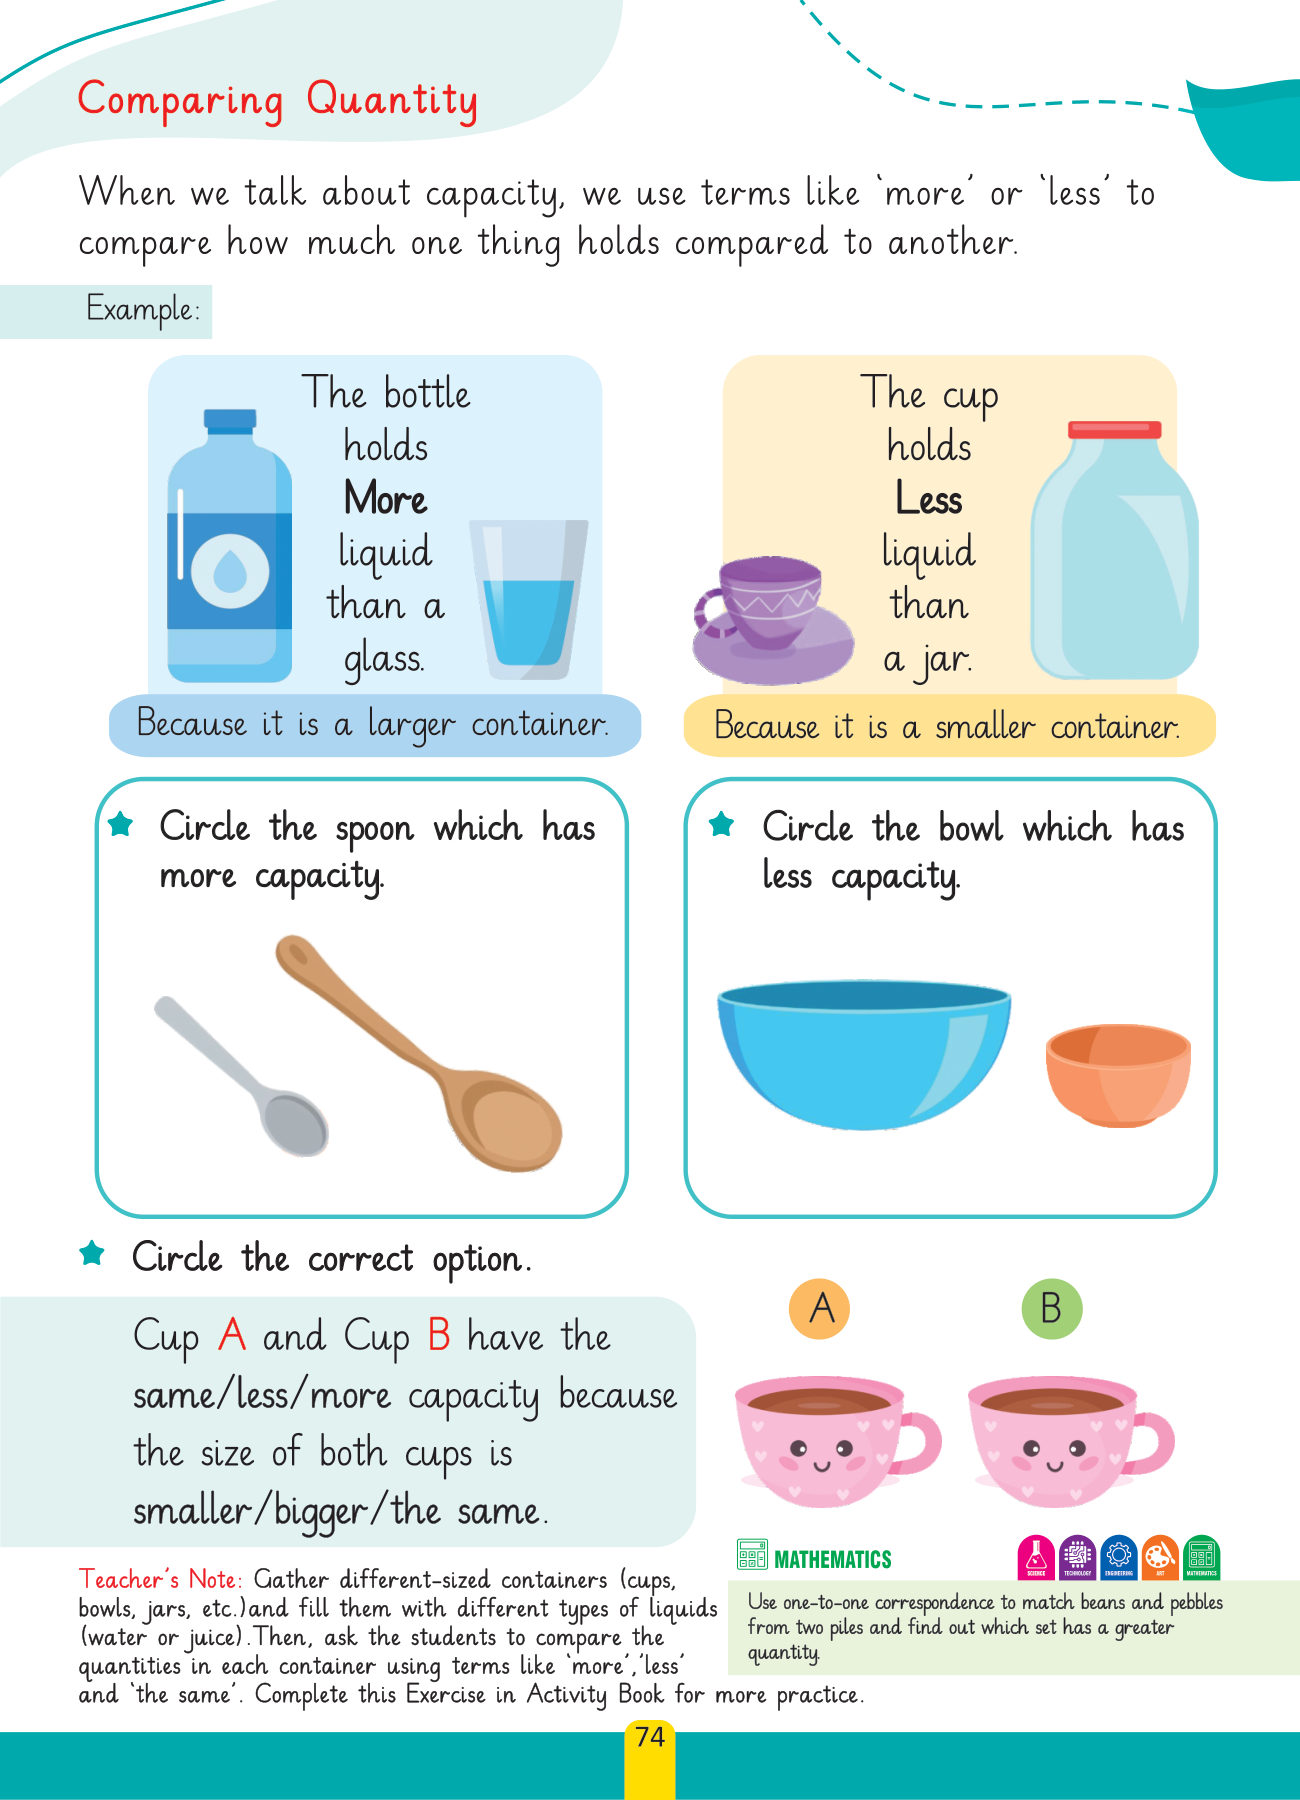 Comparing Quantity
When we talk about capacity, we use terms like ‘more’ or ‘less’ to
compare how much one thing holds compared to another.
Example:
The bottle
holds
More
liquid
than a
glass.
Because it is a larger container.
The cup
holds
Less
liquid
than
a jar.
Because it is a smaller container.
Circle the spoon which has
more capacity.
Circle the bowl which has
less capacity.
Circle the correct option.
Cup A and Cup B have the
same/less/more capacity because
the size of both cups is
smaller/bigger/the same.
A
B
Teacher's Note: Gather different-sized containers (cups,
bowls, jars, etc.)and fill them with different types of liquids
(water or juice).Then, ask the students to compare the
quantities in each container using terms like ‘more’,’less’
and ‘the same’. Complete this Exercise in Activity Book for more practice.
MATHEMATICS
SCIENCE
TECHNOLOGY
ENGINEERING
ART
MATHEMATICS
Use one-to-one correspondence to match beans and pebbles
from two piles and find out which set has a greater
quantity.
74